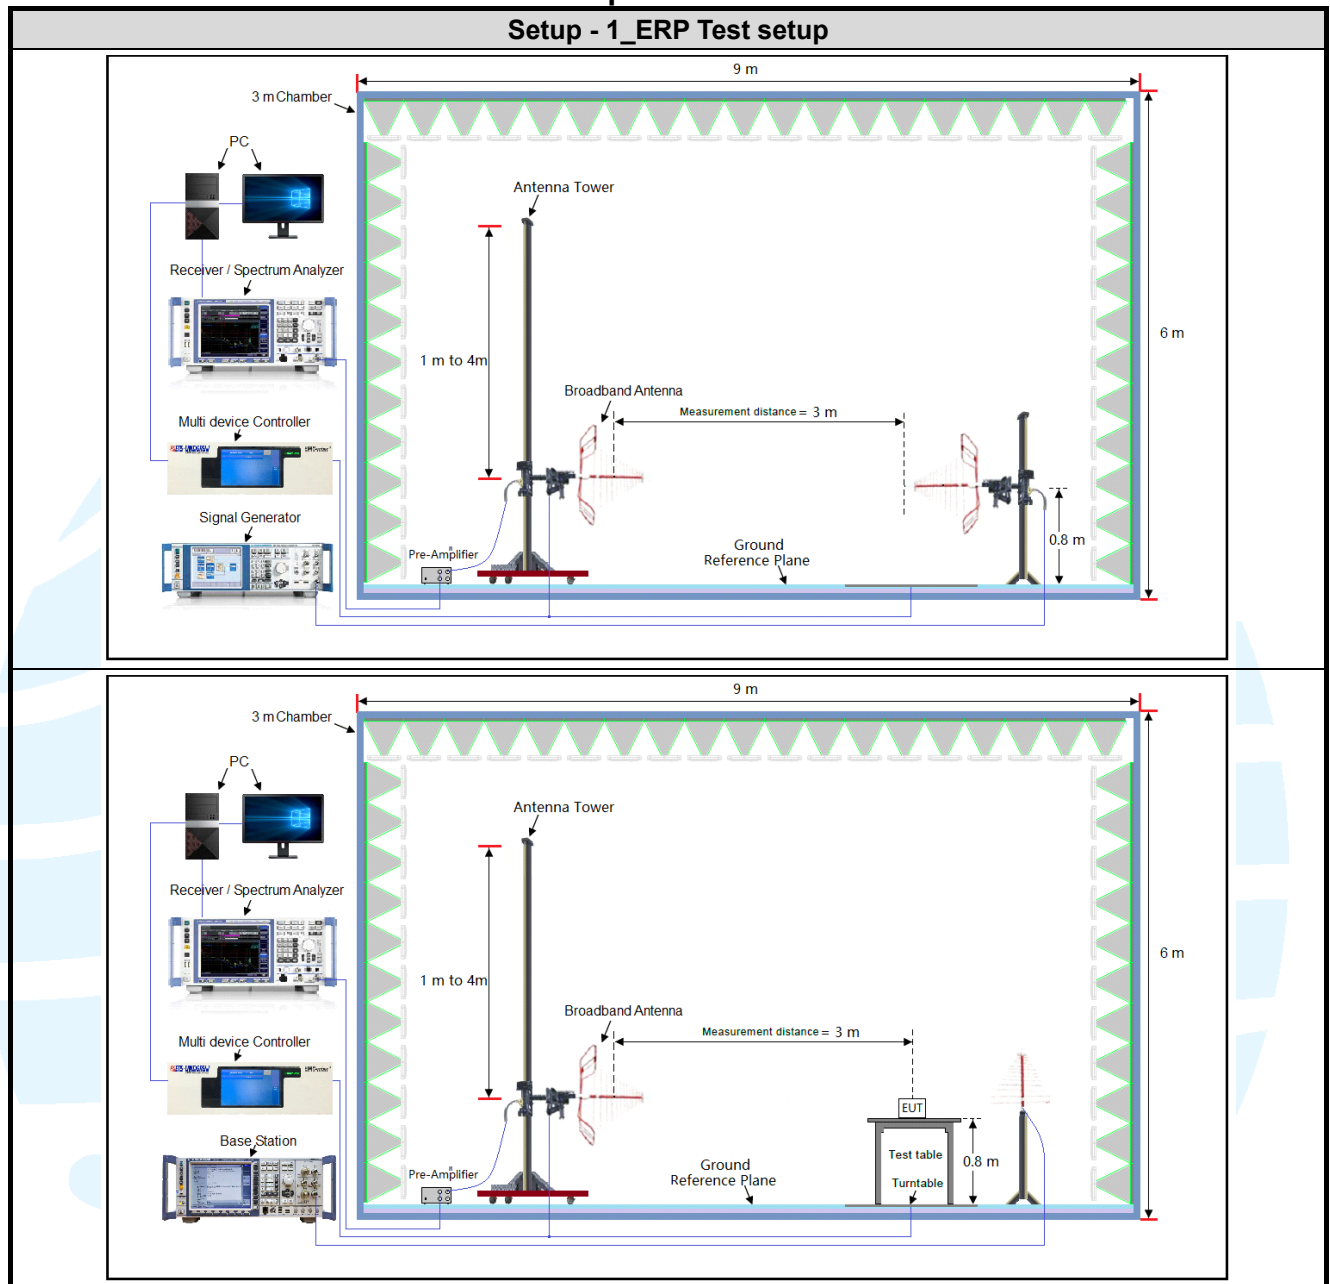 Setup - 1_ERP Test setup
9 m
3 m Chamber
PC
Antenna Tower
Receiver / Spectrum Analyzer
6 m
1 m to 4m
Broadband Antenna
Measurement distance = 3 m
Multi device Controller
Signal Generator
0.8 m
Pre-Amplifier
Ground
Reference Plane
9 m
3 m Chamber
PC
Antenna Tower
Receiver / Spectrum Analyzer
6 m
1 m to 4m
Broadband Antenna
Measurement distance = 3 m
Multi device Controller
EUT
Base Station
Test table
0.8 m
Pre-Amplifier
Ground
Reference Plane
Turntable